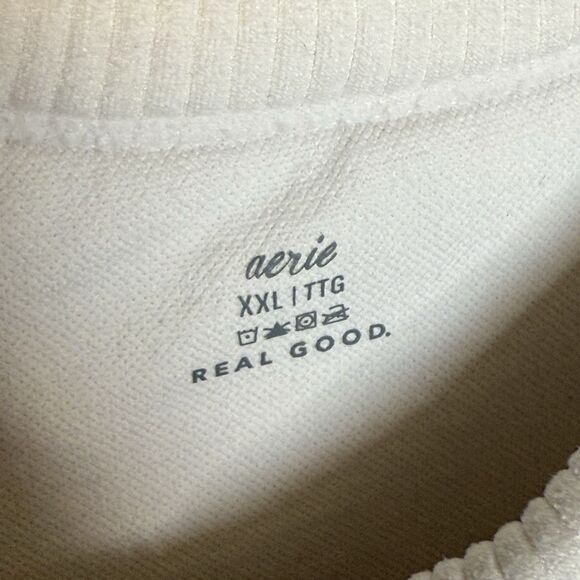 aerie
XXL | TTG
REAL GOOD.